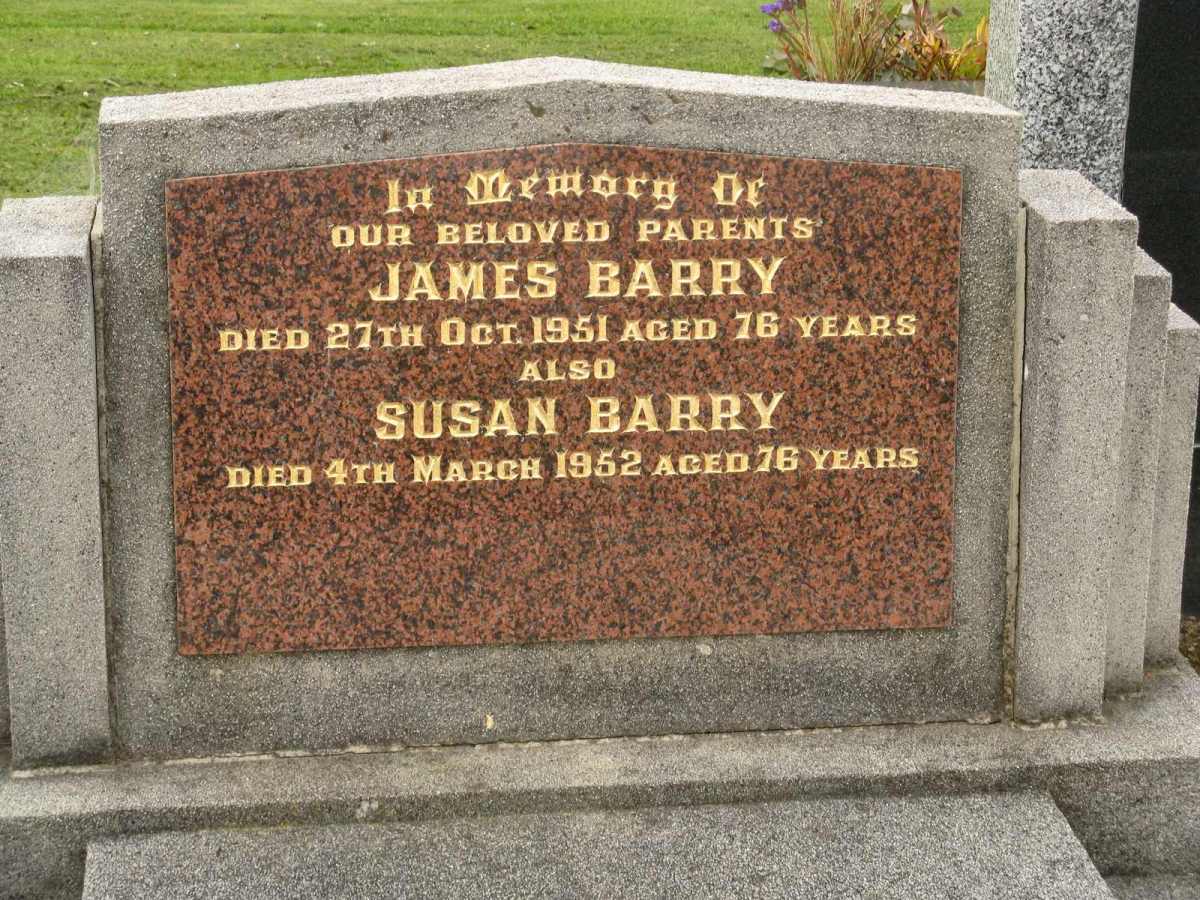 In Memory Of
OUR BELOVED PARENTS
JAMES BARRY
DIED 27TH OCT. 1951 AGED 76 YEARS
ALSO
SUSAN BARRY
DIED 4TH MARCH 1952 AGED 76 YEARS